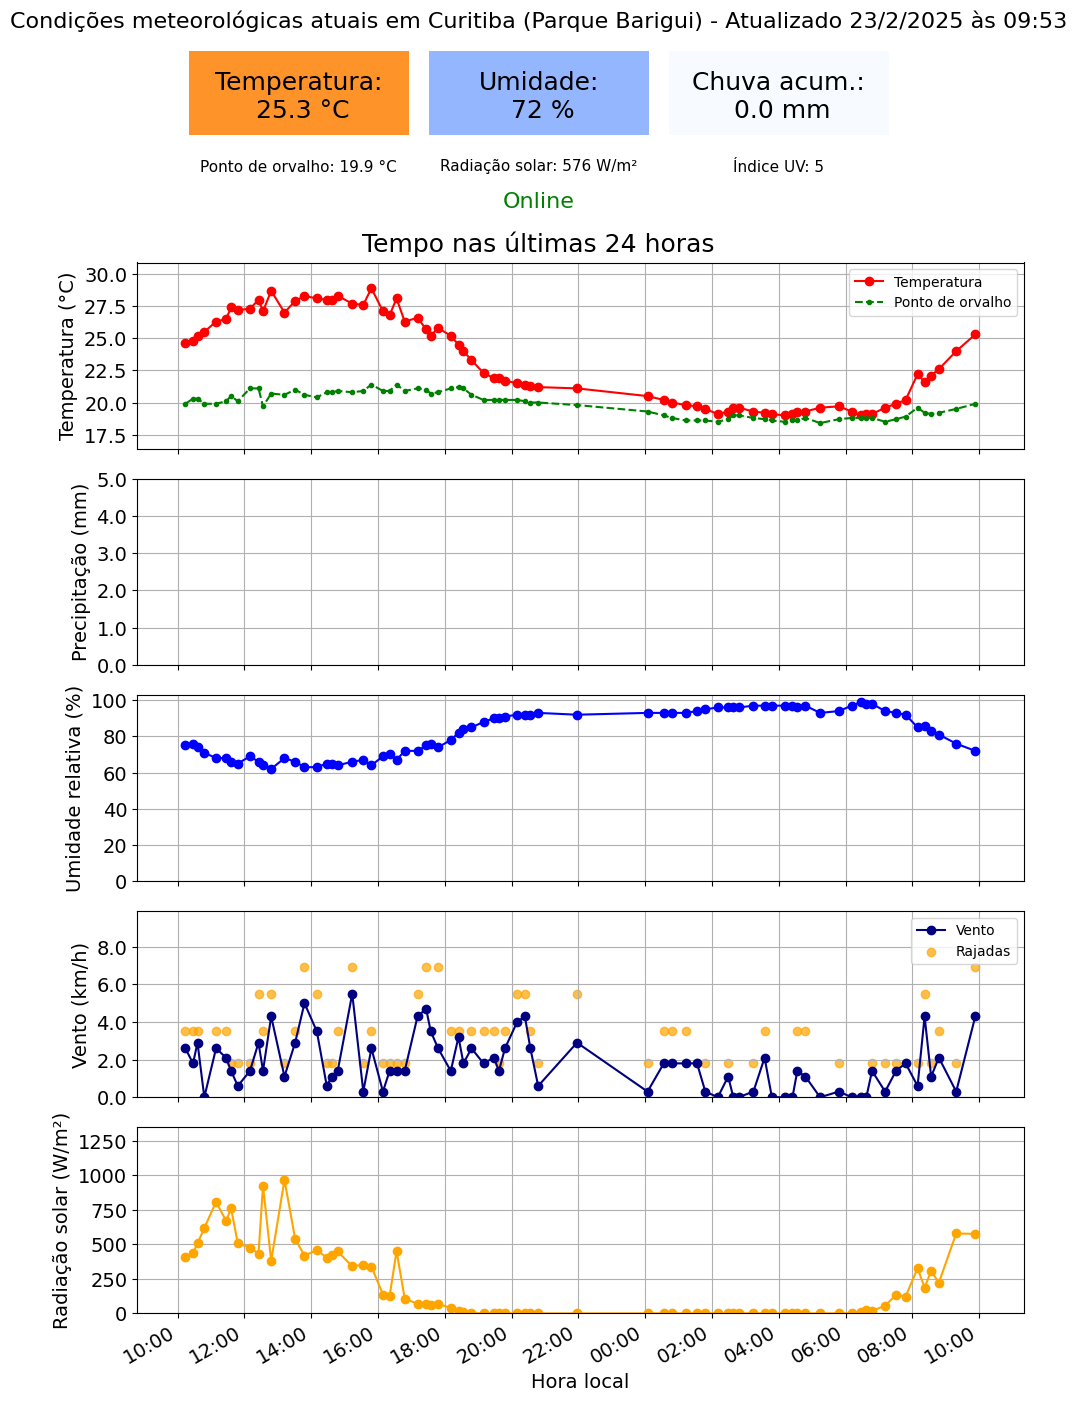 Condições meteorológicas atuais em Curitiba (Parque Barigui) - Atualizado 23/2/2025 às 09:53
Temperatura:
25.3 °C
Umidade:
72 %
Chuva acum.:
0.0 mm
Ponto de orvalho: 19.9 °C
Radiação solar: 576 W/m²
Índice UV: 5
Online
Tempo nas últimas 24 horas
Temperatura (°C)
30.0
27.5
25.0
22.5
20.0
17.5
Temperatura
Ponto de orvalho
Precipitação (mm)
5.0
4.0
3.0
2.0
1.0
0.0
Umidade relativa (%)
100
80
60
40
20
0
Vento (km/h)
8.0
6.0
4.0
2.0
0.0
Vento
Rajadas
Radiação solar (W/m²)
1250
1000
750
500
250
0
10:00
12:00
14:00
16:00
18:00
20:00
22:00
00:00
02:00
04:00
06:00
08:00
10:00
Hora local